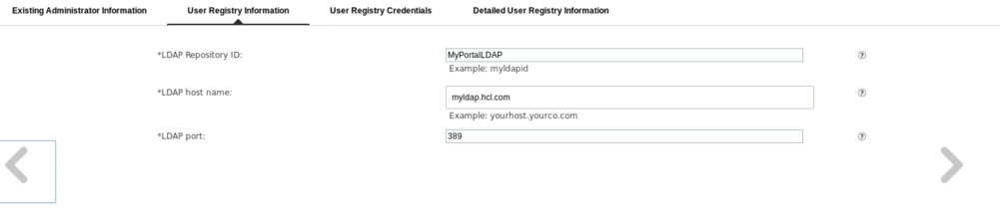 Existing Administrator Information User Registry Information User Registry Credentials Detailed User Registry Information
*LDAP Repository ID: MyPortalLDAP
Example: myldapid
*LDAP host name: myldap.hcl.com
Example: yourhost.yourco.com
*LDAP port: 389